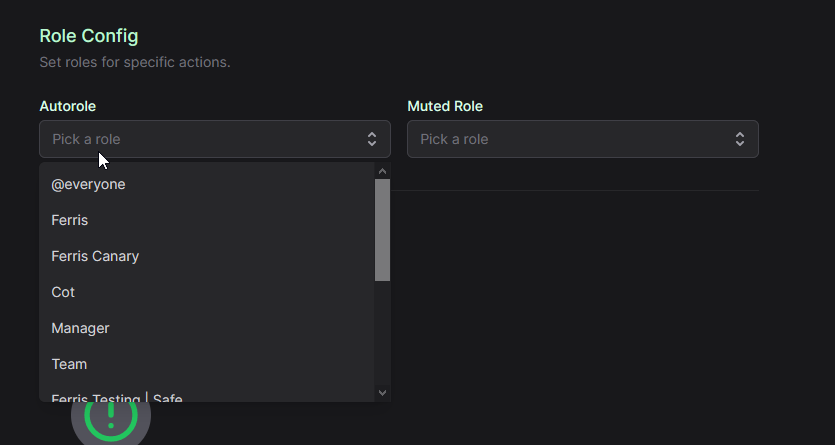 Role Config
Set roles for specific actions.
Autorole
Muted Role
Pick a role
Pick a role
@everyone
Ferris
Ferris Canary
Cot
Manager
Team
Ferris Testing | Safe